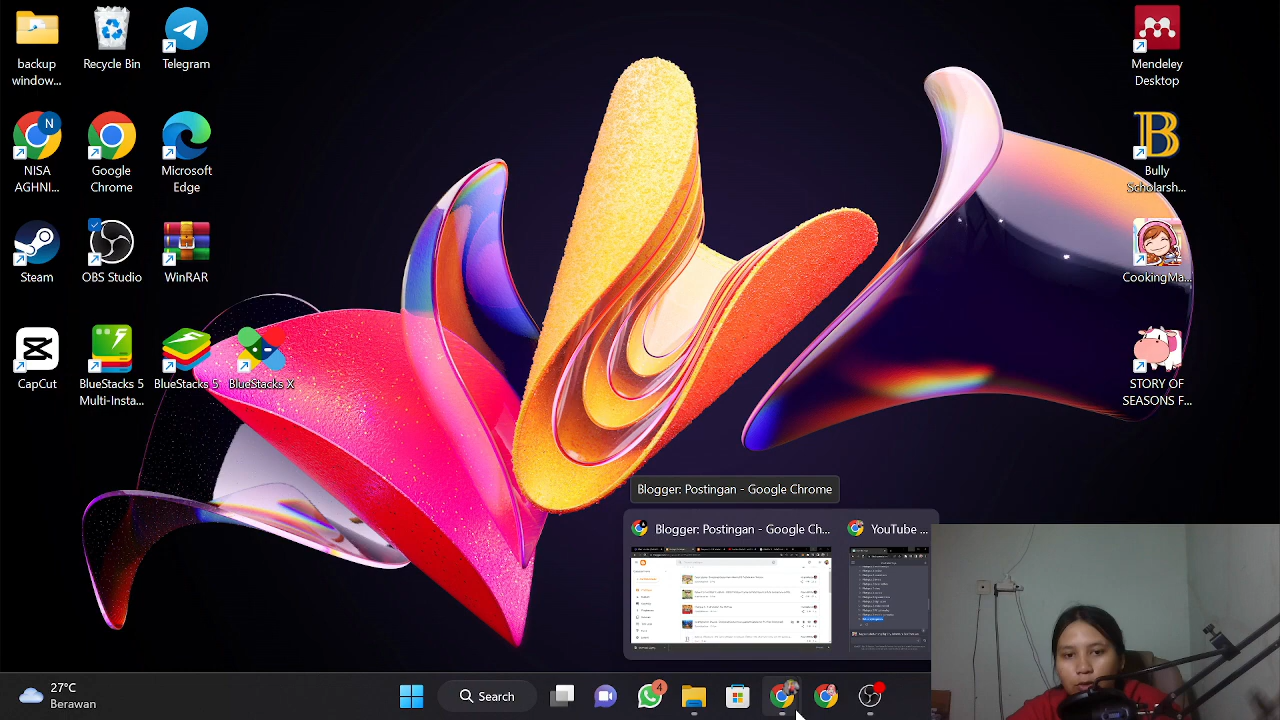 backup
window...
Recycle Bin
Telegram
N
NISA
AGHNI...
Google
Chrome
Microsoft
Edge
Steam
OBS Studio
WinRAR
CapCut
BlueStacks 5
Multi-Insta...
BlueStacks 5
BlueStacks X
Mendeley
Desktop
B
Bully
Scholarsh...
CookingMa...
STORY OF
SEASONS F...
Blogger: Postingan - Google Chrome
Blogger: Postingan - Google Ch...
YouTube ...
27°C
Berawan
Search
4